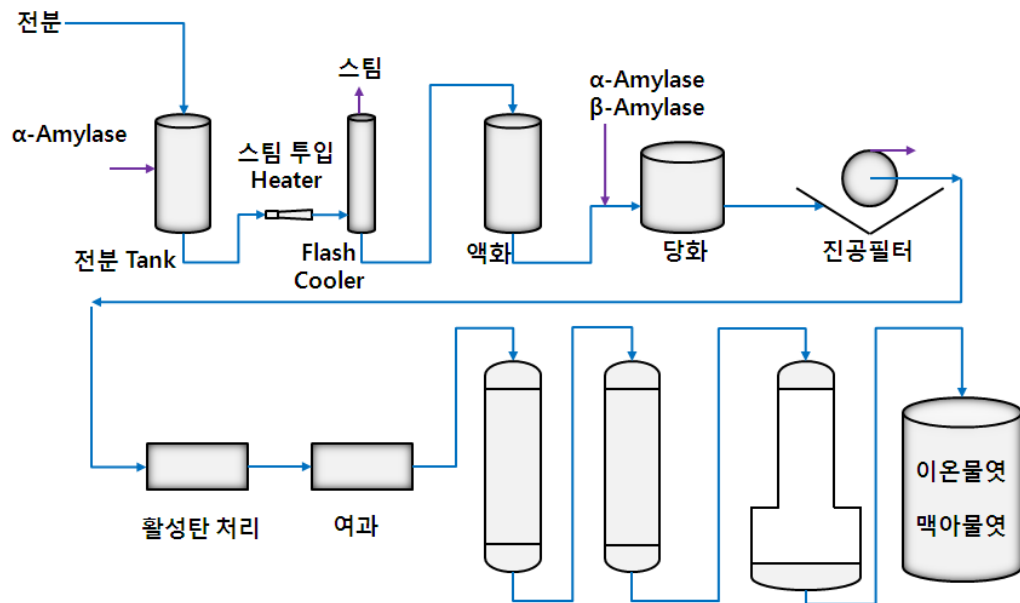 전분
α-Amylase
전분 Tank
스팀 투입
Heater
스팀
Flash
Cooler
액화
α-Amylase
β-Amylase
당화
진공필터
활성탄 처리
여과
이온물엿
맥아물엿